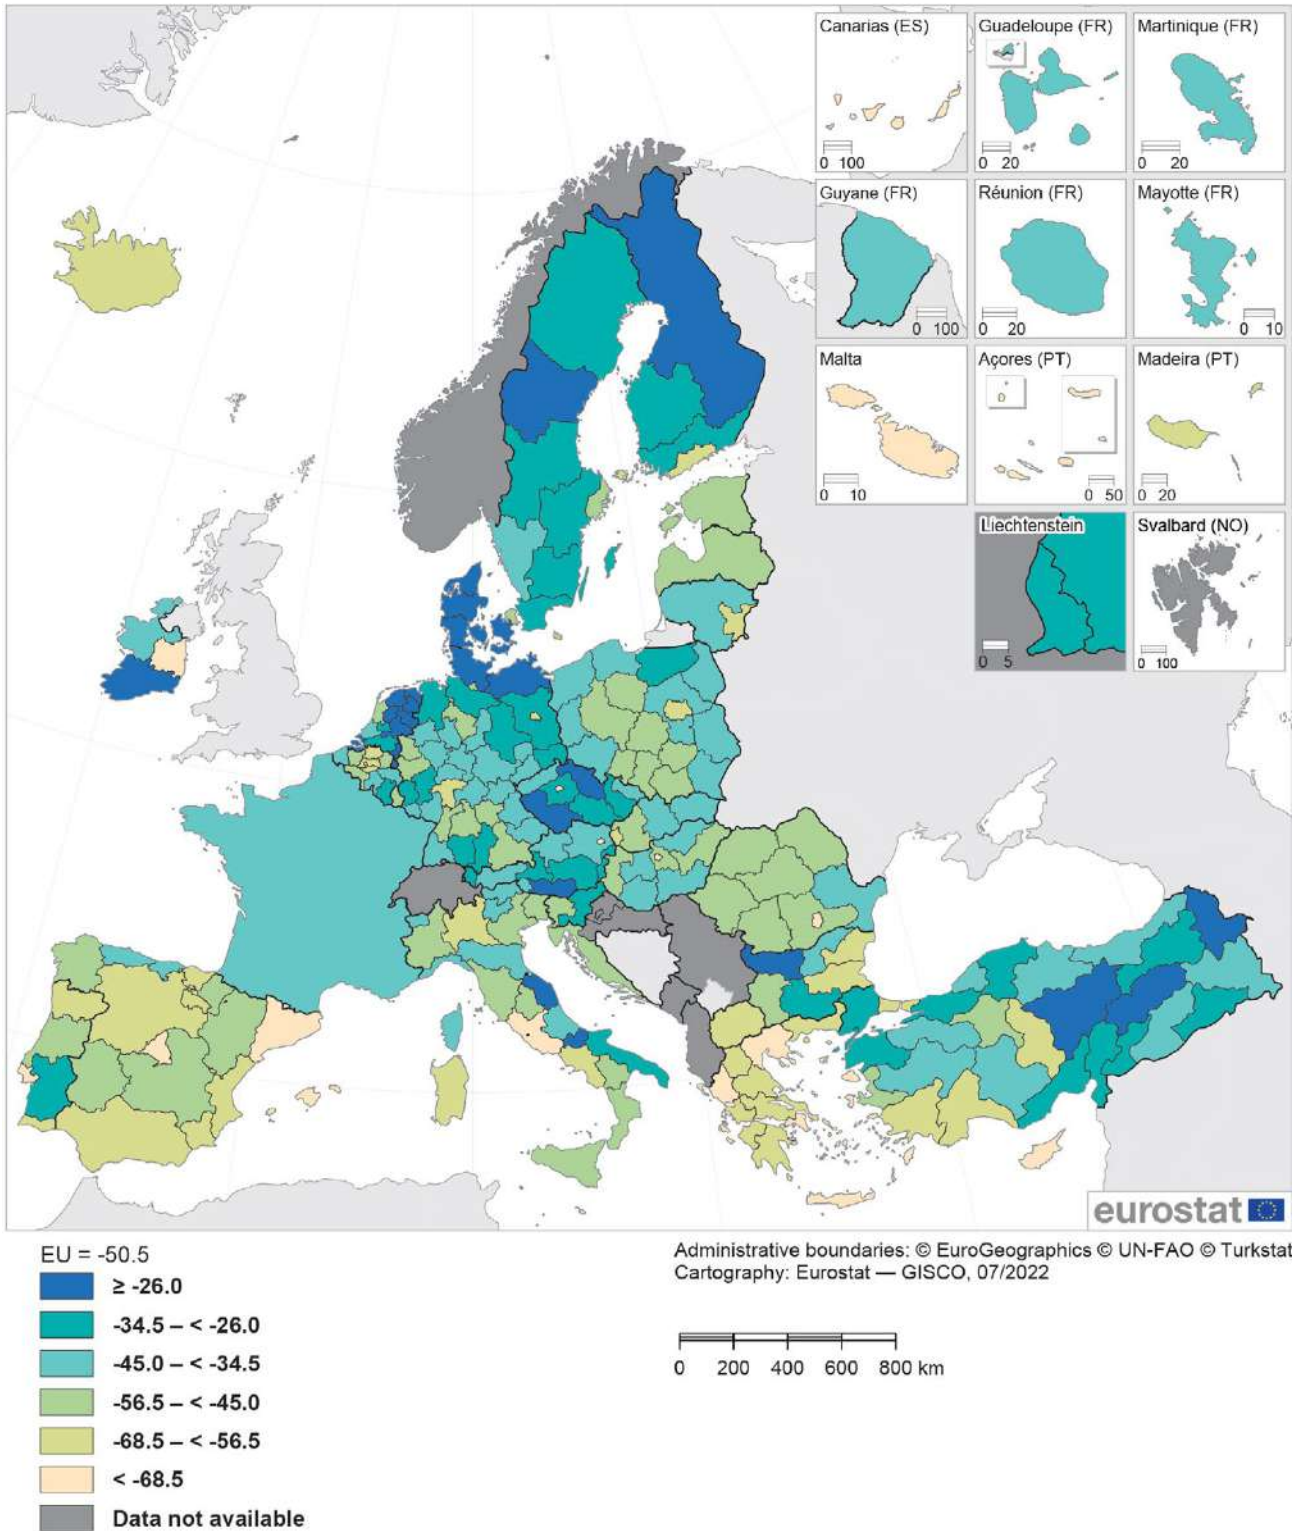 Canarias (ES)
0 100
Guadeloupe (FR)
0 20
Martinique (FR)
0 20
Guyane (FR)
0 100
Réunion (FR)
0 20
Mayotte (FR)
0 10
Malta
0 10
Açores (PT)
0 50
Madeira (PT)
0 20
Liechtenstein
0 5
Svalbard (NO)
0 100
eurostat
EU = -50.5
≥ -26.0
-34.5 – < -26.0
-45.0 – < -34.5
-56.5 – < -45.0
-68.5 – < -56.5
< -68.5
Data not available
Administrative boundaries: © EuroGeographics © UN-FAO © Turkstat
Cartography: Eurostat — GISCO, 07/2022
0 200 400 600 800 km